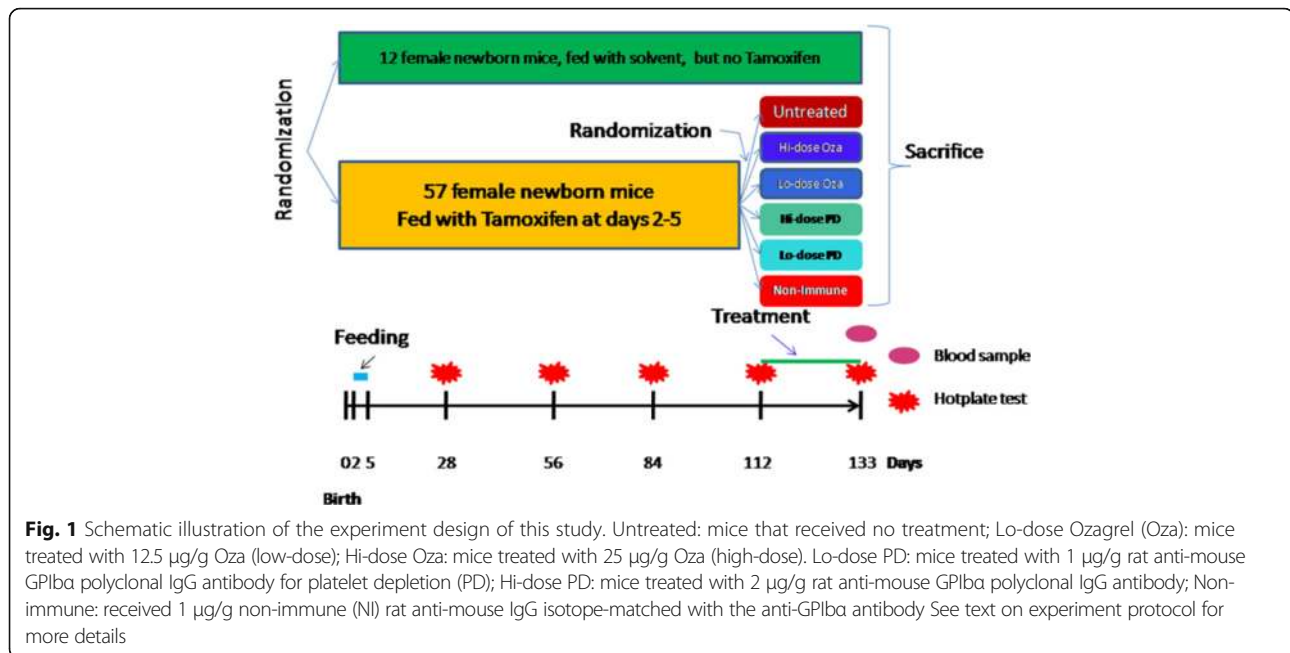 Randomization
12 female newborn mice, fed with solvent, but no Tamoxifen
57 female newborn mice
Fed with Tamoxifen at days 2-5
Randomization
Untreated
Hi-dose Oza
Lo-dose Oza
Hi-dose PD
Lo-dose PD
Non-Immune
Sacrifice
Treatment
Feeding
Blood sample
Hotplate test
0 2 5 28 56 84 112 133 Days
Birth
Fig. 1 Schematic illustration of the experiment design of this study. Untreated: mice that received no treatment; Lo-dose Ozagrel (Oza): mice
treated with 12.5 μg/g Oza (low-dose); Hi-dose Oza: mice treated with 25 μg/g Oza (high-dose). Lo-dose PD: mice treated with 1 μg/g rat anti-mouse
GPIbα polyclonal IgG antibody for platelet depletion (PD); Hi-dose PD: mice treated with 2 μg/g rat anti-mouse GPIbα polyclonal IgG antibody; Non-
immune: received 1 μg/g non-immune (NI) rat anti-mouse IgG isotope-matched with the anti-GPIbα antibody See text on experiment protocol for
more details